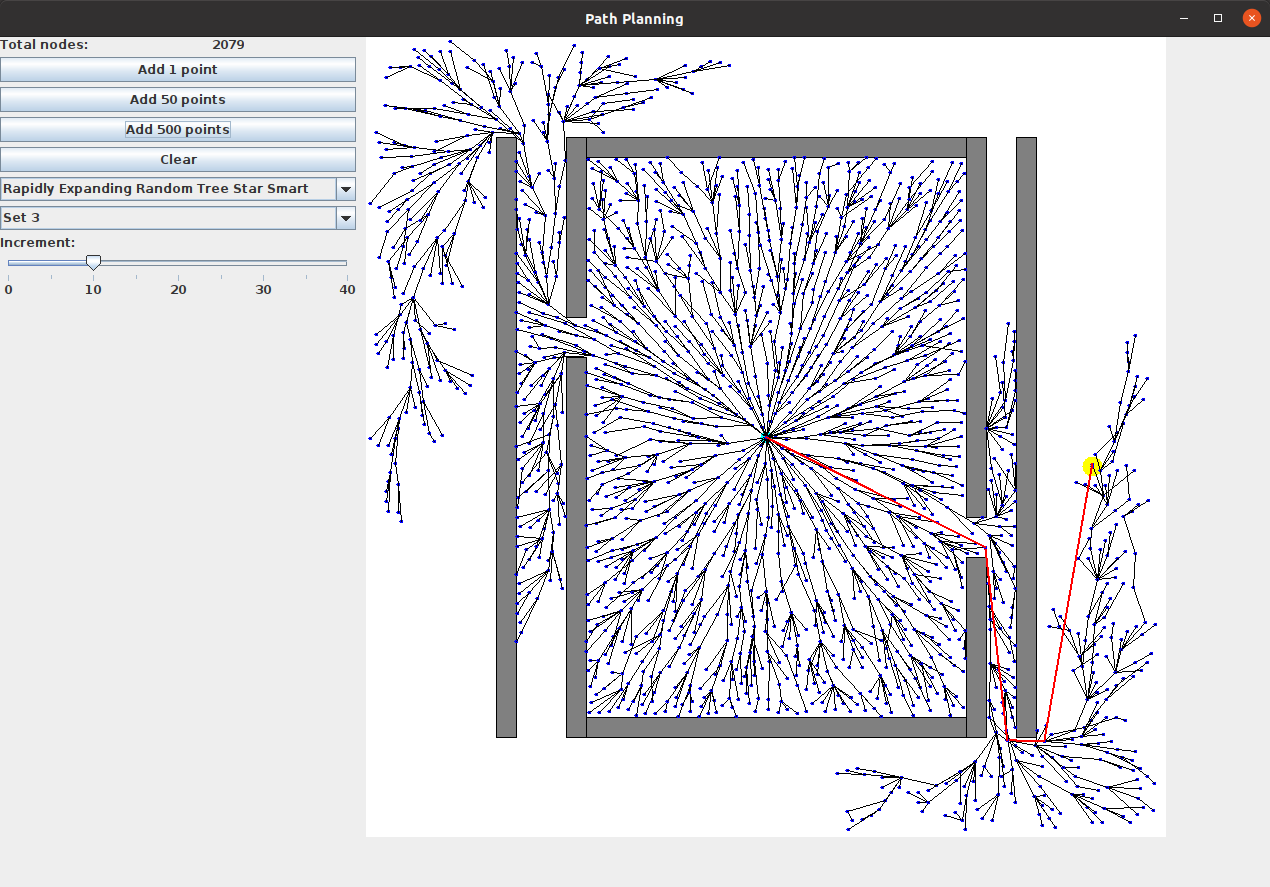 Path Planning
Total nodes: 2079
Add 1 point
Add 50 points
Add 500 points
Clear
Rapidly Expanding Random Tree Star Smart
Set 3
Increment:
0 10 20 30 40